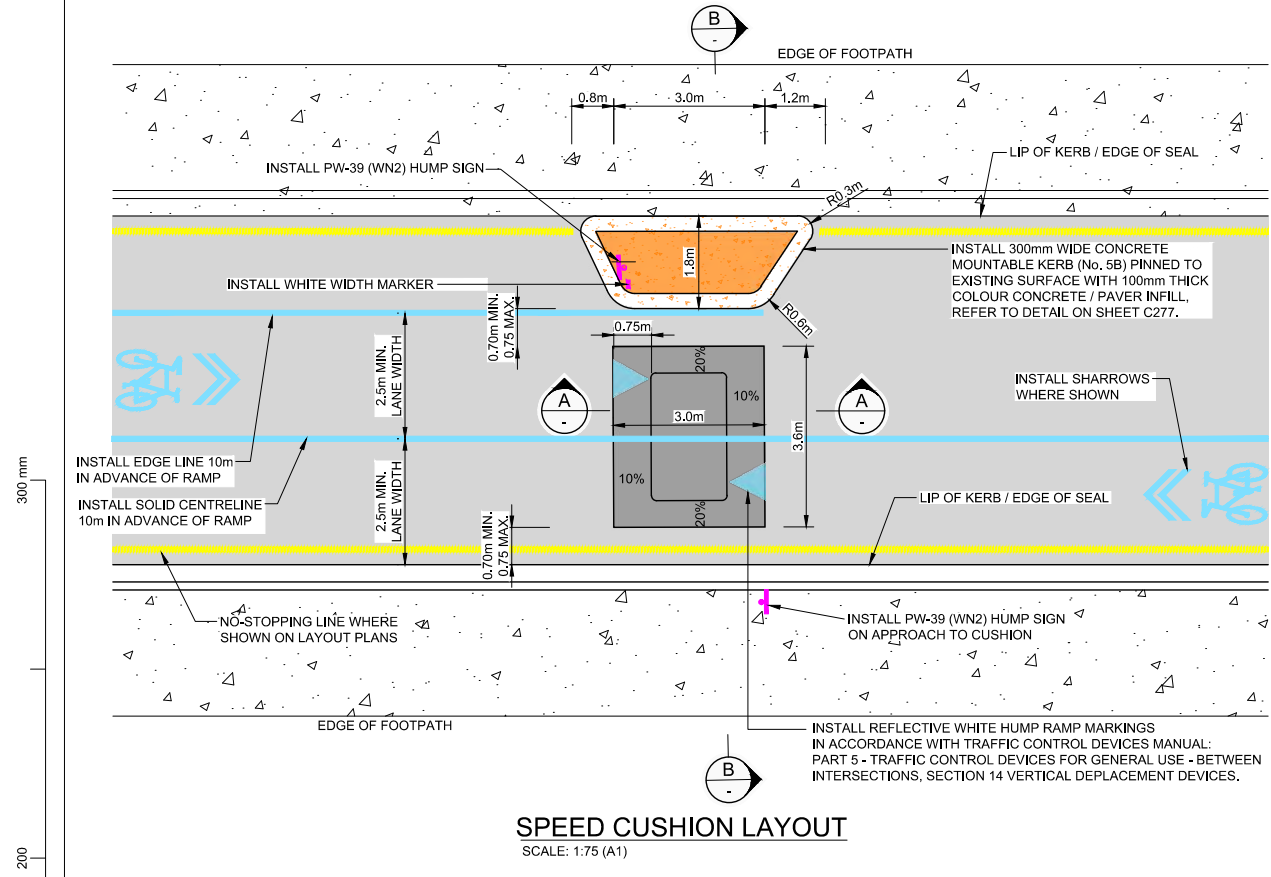 B
-
EDGE OF FOOTPATH
0.8m
3.0m
1.2m
LIP OF KERB / EDGE OF SEAL
INSTALL PW-39 (WN2) HUMP SIGN
R0.3m
INSTALL 300mm WIDE CONCRETE
MOUNTABLE KERB (No. 5B) PINNED TO
EXISTING SURFACE WITH 100mm THICK
COLOUR CONCRETE / PAVER INFILL,
REFER TO DETAIL ON SHEET C277.
1.8m
INSTALL WHITE WIDTH MARKER
0.70m MIN.
0.75 MAX.
0.75m
R0.6m
20%
10%
2.5m MIN.
LANE WIDTH
A
-
3.0m
A
-
3.6m
INSTALL SHARROWS
WHERE SHOWN
INSTALL EDGE LINE 10m
IN ADVANCE OF RAMP
10%
300 mm
INSTALL SOLID CENTRELINE
10m IN ADVANCE OF RAMP
2.5m MIN.
LANE WIDTH
20%
LIP OF KERB / EDGE OF SEAL
0.70m MIN.
0.75 MAX.
NO-STOPPING LINE WHERE
SHOWN ON LAYOUT PLANS
INSTALL PW-39 (WN2) HUMP SIGN
ON APPROACH TO CUSHION
EDGE OF FOOTPATH
INSTALL REFLECTIVE WHITE HUMP RAMP MARKINGS
IN ACCORDANCE WITH TRAFFIC CONTROL DEVICES MANUAL:
PART 5 - TRAFFIC CONTROL DEVICES FOR GENERAL USE - BETWEEN
INTERSECTIONS, SECTION 14 VERTICAL DEPLACEMENT DEVICES.
B
-
SPEED CUSHION LAYOUT
SCALE: 1:75 (A1)
200